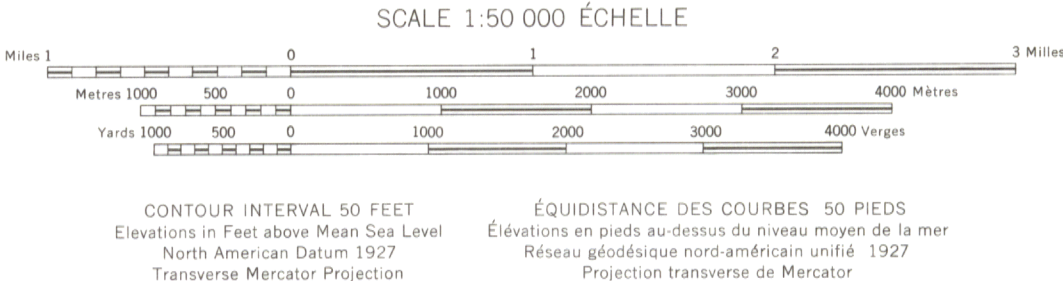 SCALE 1:50 000 ÉCHELLE
Miles 1 0 1 2 3 Milles
Metres 1000 500 0 1000 2000 3000 4000 Mètres
Yards 1000 500 0 1000 2000 3000 4000 Verges
CONTOUR INTERVAL 50 FEET
Elevations in Feet above Mean Sea Level
North American Datum 1927
Transverse Mercator Projection
ÉQUIDISTANCE DES COURBES 50 PIEDS
Élévations en pieds au-dessus du niveau moyen de la mer
Réseau géodésique nord-américain unifié 1927
Projection transverse de Mercator